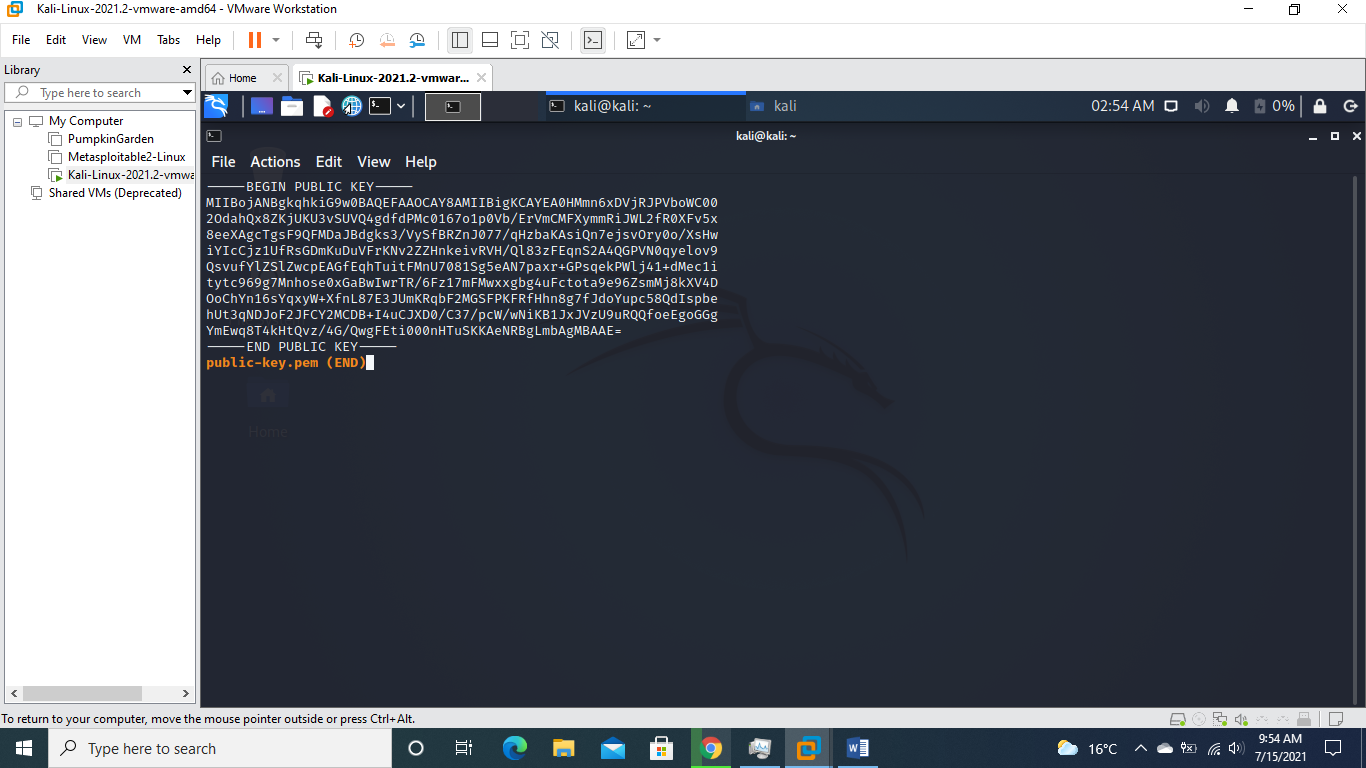 Kali-Linux-2021.2-vmware-amd64 - VMware Workstation
File Edit View VM Tabs Help
Library
Type here to search
My Computer
PumpkinGarden
Metasploitable2-Linux
Kali-Linux-2021.2-vmwa
Shared VMs (Deprecated)
Home
Kali-Linux-2021.2-vmwar...
kali@kali: ~
kali
02:54 AM
0%
kali@kali: ~
File Actions Edit View Help
-----BEGIN PUBLIC KEY-----
MIIBojANBgkqhkiG9w0BAQEFAAOCAY8AMIIBigKCAYEA0HMmn6xDVjRJPVboWC00
2OdahQx8ZKjUKU3vSUVQ4gdfdPMc0167o1p0Vb/ErVmCMFXymmRiJWL2fR0XFv5x
8eeXAgcTgsF9QFMDaJBdgks3/VySfBRZnJ077/qHzbaKAsiQn7ejsvOry0o/XsHw
iYIcCjz1UfRsGDmKuDuVFrKNv2ZZHnkeivRVH/Ql83zFEqnS2A4QGPVN0qyelov9
QsvufYlZSlZwcpEAGfEqhTuitFMnU7081Sg5eAN7paxr+GPsqekPWlj41+dMec1i
tytc969g7Mnhose0xGaBwIwrTR/6Fz17mFMwxxgbg4uFctota9e96ZsmMj8kXV4D
OoChYn16sYqxyW+XfnL87E3JUmKRqbF2MGSFPKFRfHhn8g7fJdoYupc58QdIspbe
hUt3qNDJoF2JFCY2MCDB+I4uCJXD0/C37/pcW/wNiKB1JxJVzU9uRQQfoeEgoGGg
YmEwq8T4kHtQvz/4G/QwgFEti000nHTuSKKAeNRBgLmbAgMBAAE=
-----END PUBLIC KEY-----
public-key.pem (END)
Home
To return to your computer, move the mouse pointer outside or press Ctrl+Alt.
Type here to search
16°C
9:54 AM
7/15/2021